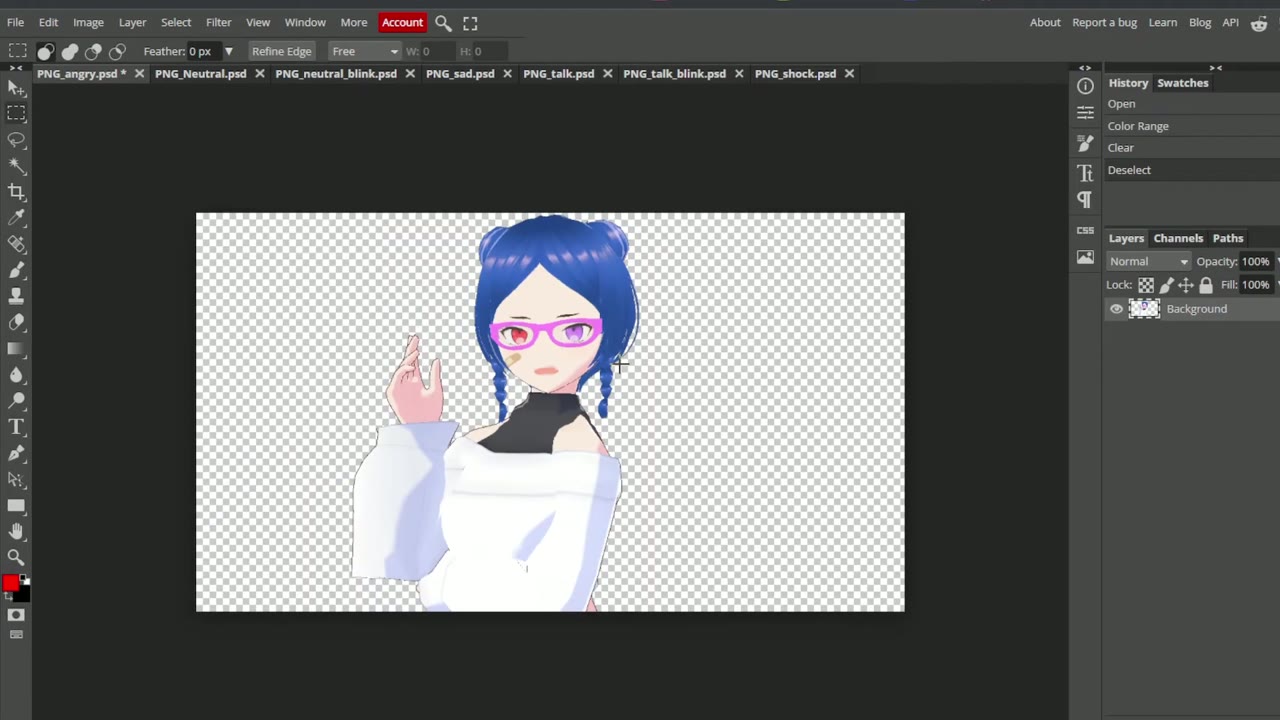 File Edit Image Layer Select Filter View Window More Account About Report a bug Learn Blog API
Feather: 0 px Refine Edge Free W: 0 H: 0
PNG_angry.psd * PNG_Neutral.psd PNG_neutral_blink.psd PNG_sad.psd PNG_talk.psd PNG_talk_blink.psd PNG_shock.psd
History Swatches
Open
Color Range
Clear
Deselect
CSS
Layers Channels Paths
Normal Opacity: 100%
Lock: Fill: 100%
Background